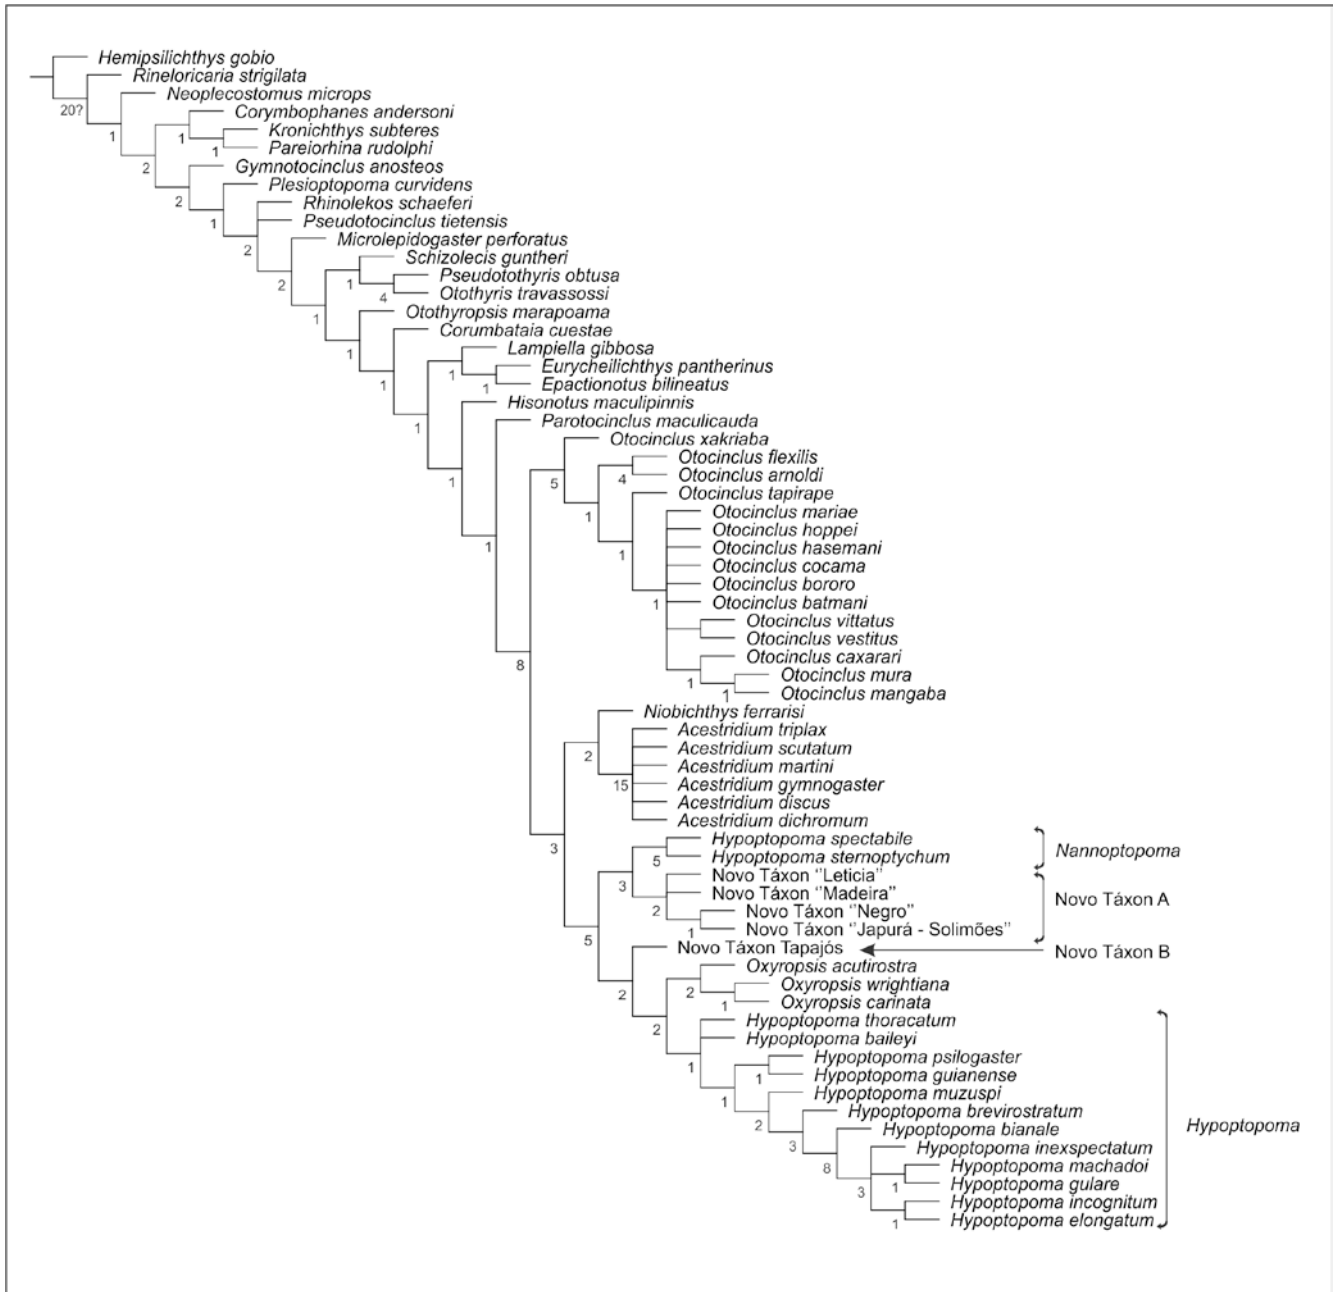 Hemipsilichthys gobio
Rineloricaria strigilata
20?
Neoplecostomus microps
Corymbophanes andersoni
1
Kronichthys subteres
1
1
Pareiorhina rudolphi
2
Gymnotocinclus anosteos
Plesioptopoma curvidens
2
Rhinolekos schaeferi
1
Pseudotocinclus tietensis
2
Microlepidogaster perforatus
Schizolecis guntheri
2
1
Pseudotothyris obtusa
4
Otothyris travassossi
Otothyropsis marapoama
1
Corumbataia cuestae
Lampiella gibbosa
1
1
Eurycheilichthys pantherinus
1
1
Epactionotus bilineatus
Hisonotus maculipinnis
Parotocinclus maculicauda
1
Otocinclus xakriaba
Otocinclus flexilis
4
Otocinclus arnoldi
1
5
Otocinclus tapirape
Otocinclus mariae
1
Otocinclus hoppei
1
Otocinclus hasemani
1
Otocinclus cocama
Otocinclus bororo
1
Otocinclus batmani
Otocinclus vittatus
Otocinclus vestitus
8
Otocinclus caxarari
1
Otocinclus mura
1
Otocinclus mangaba
Niobichthys ferrarisi
Acestridium triplax
Acestridium scutatum
2
Acestridium martini
15
Acestridium gymnogaster
Acestridium discus
Acestridium dichromum
3
Hypoptopoma spectabile
Nannoptopoma
5
Hypoptopoma sternoptychum
Novo Táxon "Leticia"
3
Novo Táxon "Madeira"
Novo Táxon A
2
Novo Táxon "Negro"
1
Novo Táxon "Japurá - Solimões"
5
Novo Táxon Tapajós
Novo Táxon B
Oxyropsis acutirostra
2
Oxyropsis wrightiana
2
1
Oxyropsis carinata
Hypoptopoma thoracatum
2
Hypoptopoma baileyi
Hypoptopoma psilogaster
1
1
Hypoptopoma guianense
Hypoptopoma muzuspi
1
Hypoptopoma brevirostratum
2
Hypoptopoma bianale
Hypoptopoma
3
Hypoptopoma inexspectatum
8
Hypoptopoma machadoi
3
1
Hypoptopoma gulare
Hypoptopoma incognitum
1
Hypoptopoma elongatum